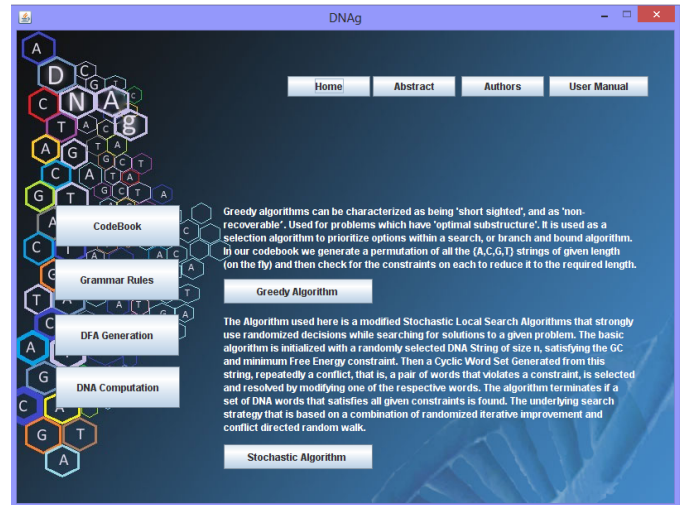 DNAg
Home Abstract Authors User Manual
DNAg
CodeBook
Grammar Rules
DFA Generation
DNA Computation
Greedy algorithms can be characterized as being 'short sighted', and as 'non-
recoverable'. Used for problems which have 'optimal substructure'. It is used as a
selection algorithm to prioritize options within a search, or branch and bound algorithm.
In our codebook we generate a permutation of all the {A,C,G,T} strings of given length
(on the fly) and then check for the constraints on each to reduce it to the required length.
Greedy Algorithm
The Algorithm used here is a modified Stochastic Local Search Algorithms that strongly
use randomized decisions while searching for solutions to a given problem. The basic
algorithm is initialized with a randomly selected DNA String of size n, satisfying the GC
and minimum Free Energy constraint. Then a Cyclic Word Set Generated from this
string, repeatedly a conflict, that is, a pair of words that violates a constraint, is selected
and resolved by modifying one of the respective words. The algorithm terminates if a
set of DNA words that satisfies all given constraints is found. The underlying search
strategy that is based on a combination of randomized iterative improvement and
conflict directed random walk.
Stochastic Algorithm